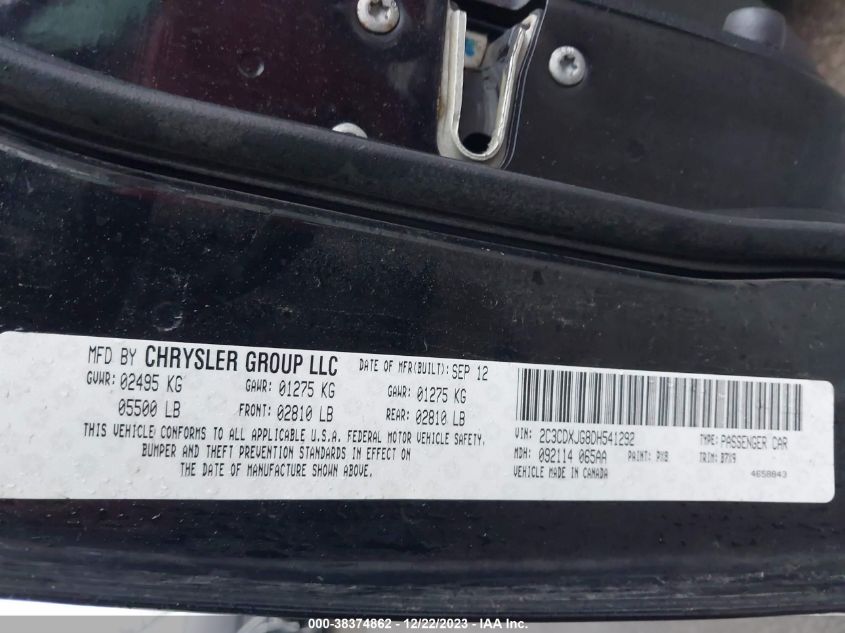 MFD BY CHRYSLER GROUP LLC DATE OF MFR(BUILT): SEP 12
GVWR: 02495 KG GAWR: 01275 KG GAWR: 01275 KG
05500 LB FRONT: 02810 LB REAR: 02810 LB
THIS VEHICLE CONFORMS TO ALL APPLICABLE U.S.A. FEDERAL MOTOR VEHICLE SAFETY,
BUMPER AND THEFT PREVENTION STANDARDS IN EFFECT ON
THE DATE OF MANUFACTURE SHOWN ABOVE.
VIN: 2C3CDXJG8DH541292 TYPE: PASSENGER CAR
MDH: 092114 065AA PAINT: PX8 TRIM: B7X9
VEHICLE MADE IN CANADA 4658843
000-38374862 - 12/22/2023 - IAA, Inc.